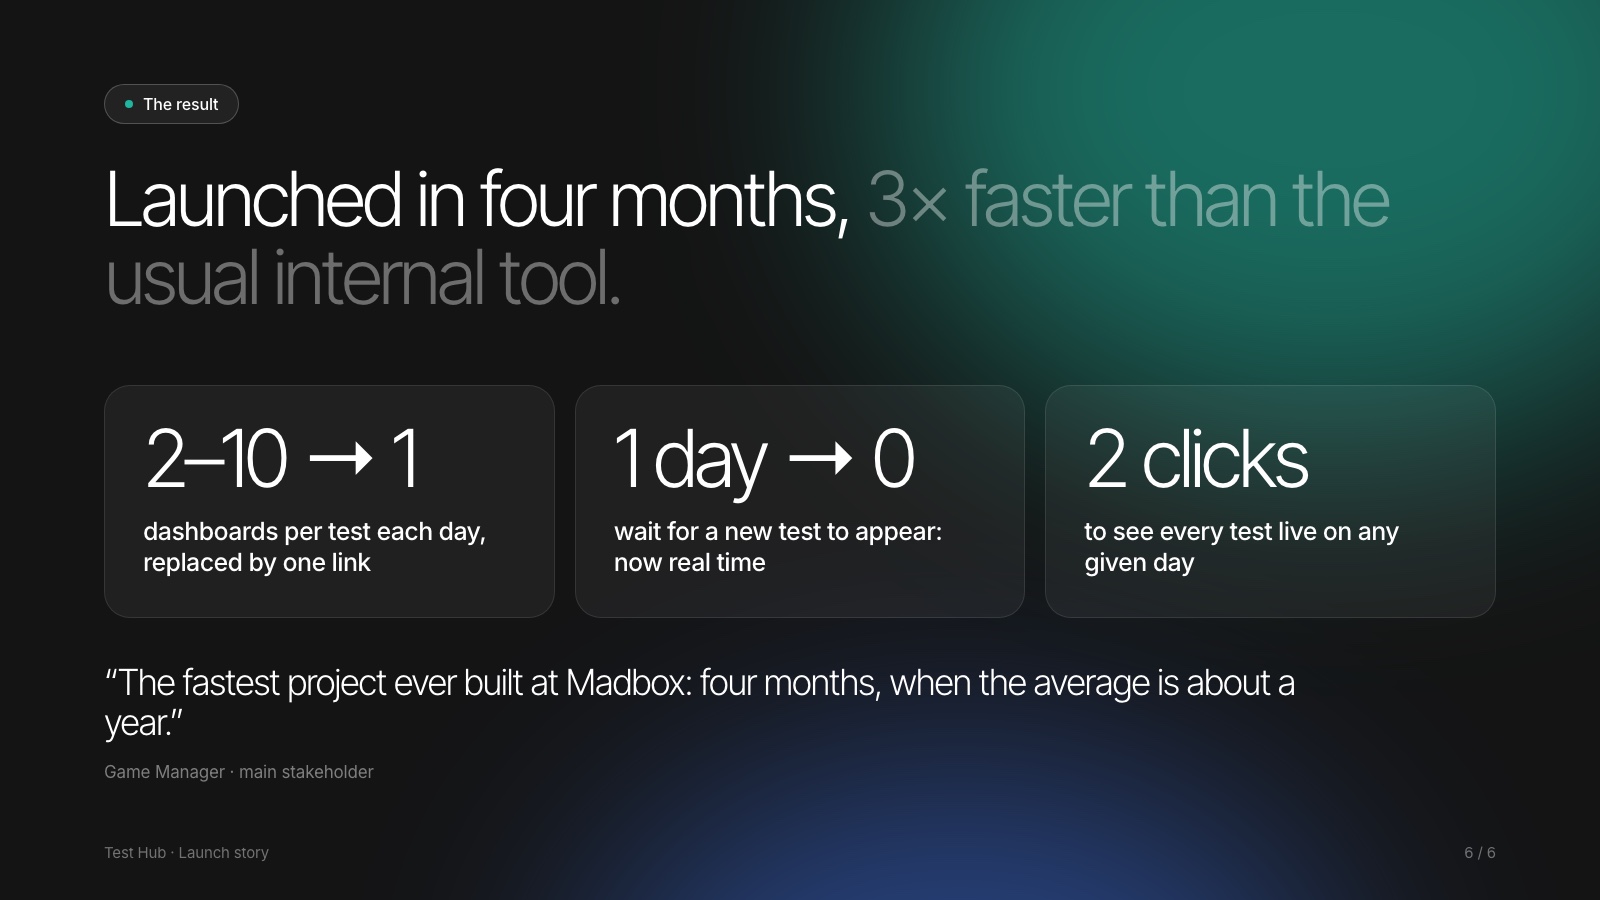 The result
Launched in four months, 3× faster than the
usual internal tool.
2–10 → 1
dashboards per test each day,
replaced by one link
1 day → 0
wait for a new test to appear:
now real time
2 clicks
to see every test live on any
given day
“The fastest project ever built at Madbox: four months, when the average is about a
year.”
Game Manager · main stakeholder
Test Hub · Launch story
6 / 6